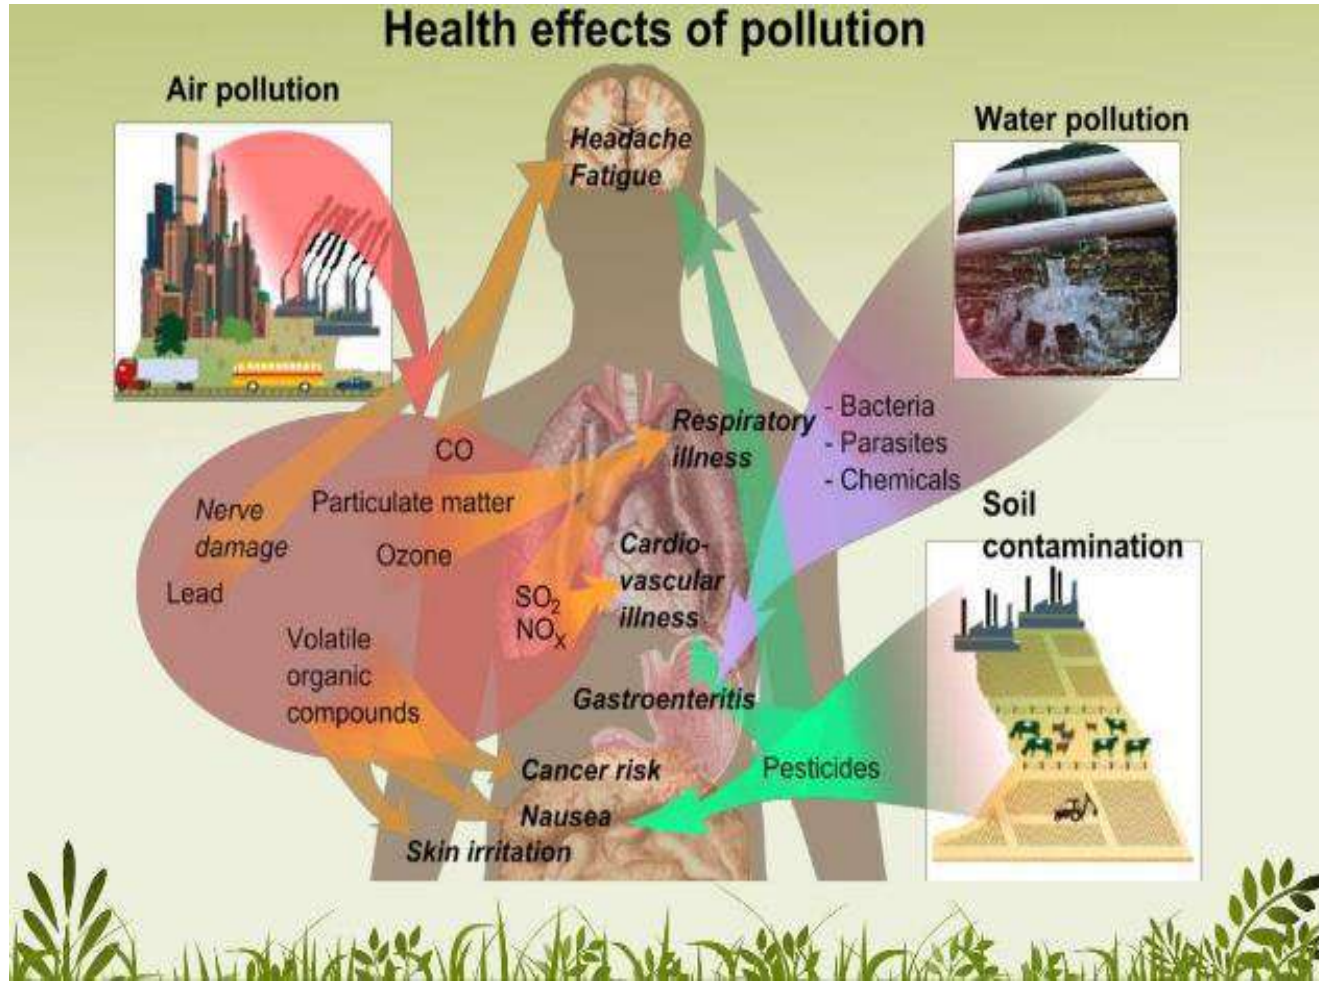 Health effects of pollution
Air pollution
Water pollution
Headache
Fatigue
Respiratory
illness
- Bacteria
- Parasites
- Chemicals
CO
Particulate matter
Ozone
Nerve
damage
Lead
SO₂
NOₓ
Cardio-
vascular
illness
Soil
contamination
Volatile
organic
compounds
Gastroenteritis
Cancer risk
Nausea
Skin irritation
Pesticides